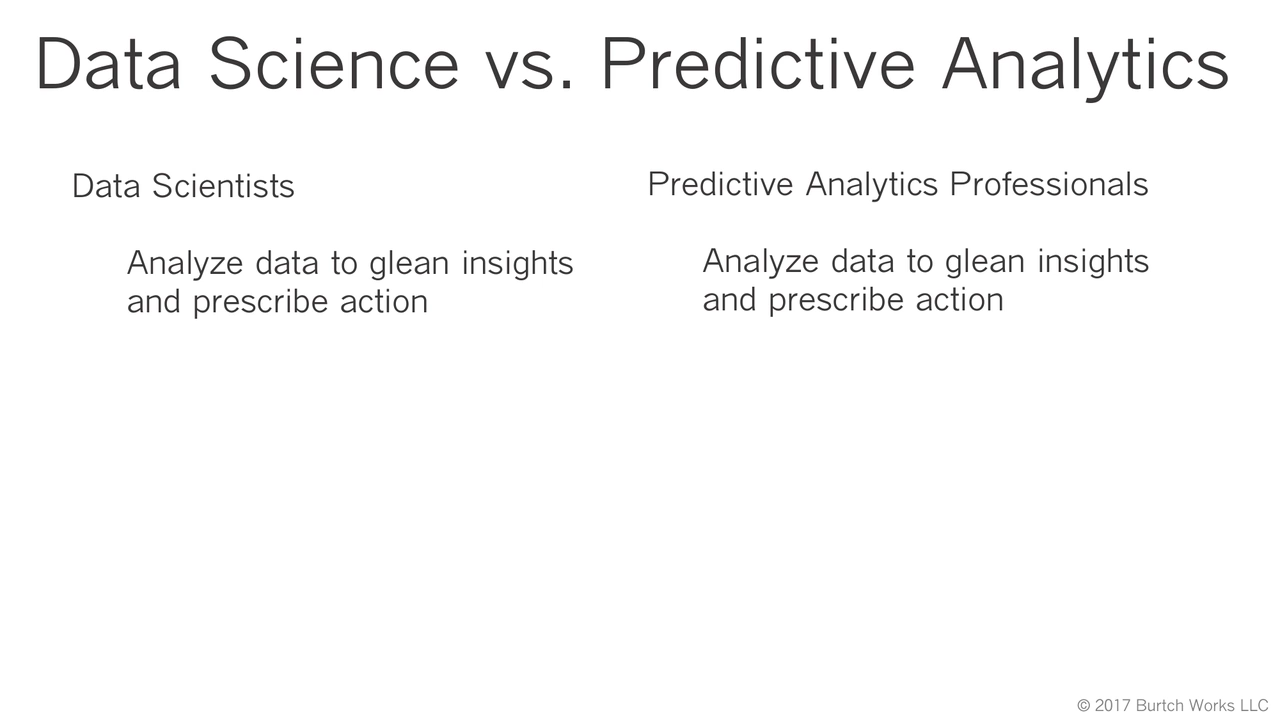 Data Science vs. Predictive Analytics
Data Scientists
Analyze data to glean insights
and prescribe action
Predictive Analytics Professionals
Analyze data to glean insights
and prescribe action
© 2017 Burtch Works LLC